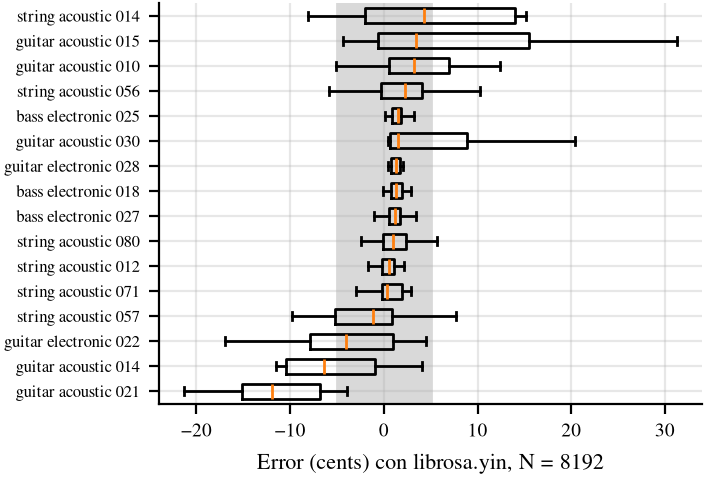 string acoustic 014
guitar acoustic 015
guitar acoustic 010
string acoustic 056
bass electronic 025
guitar acoustic 030
guitar electronic 028
bass electronic 018
bass electronic 027
string acoustic 080
string acoustic 012
string acoustic 071
string acoustic 057
guitar electronic 022
guitar acoustic 014
guitar acoustic 021
−20 −10 0 10 20 30
Error (cents) con librosa.yin, N = 8192